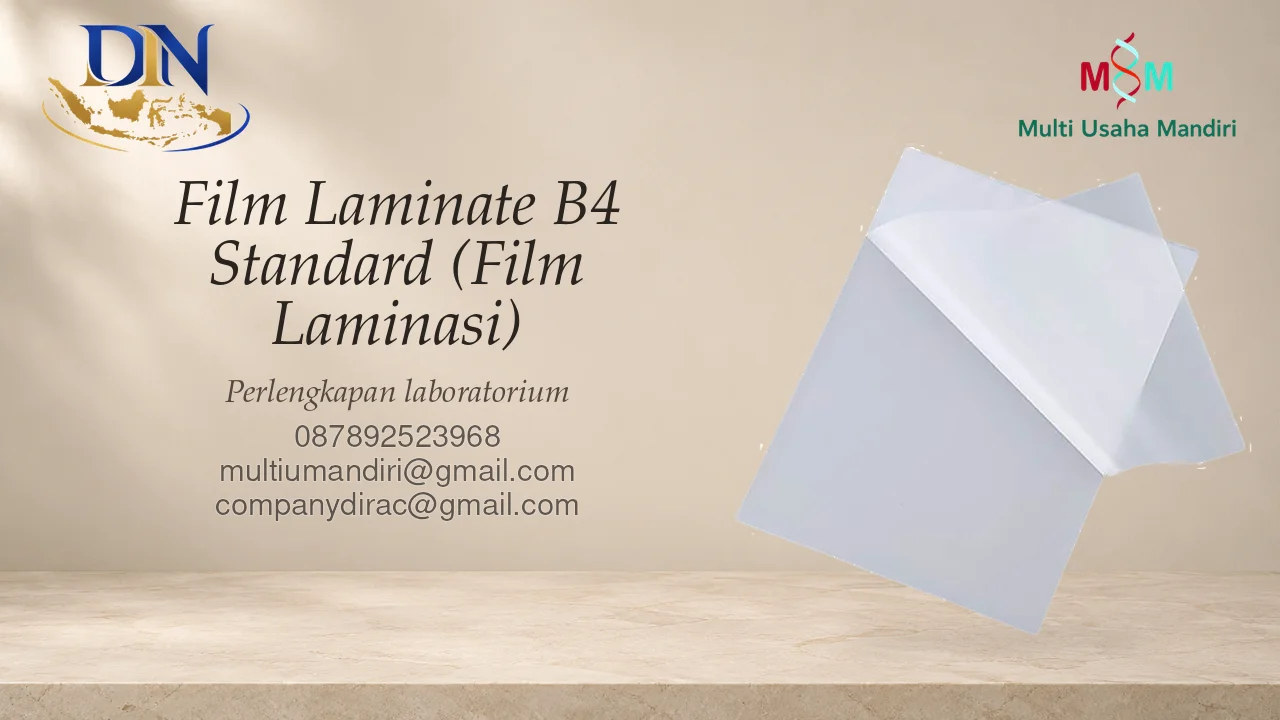 DIN
M M
Multi Usaha Mandiri
Film Laminate B4
Standard (Film
Laminasi)
Perlengkapan laboratorium
087892523968
multiumandiri@gmail.com
companydirac@gmail.com